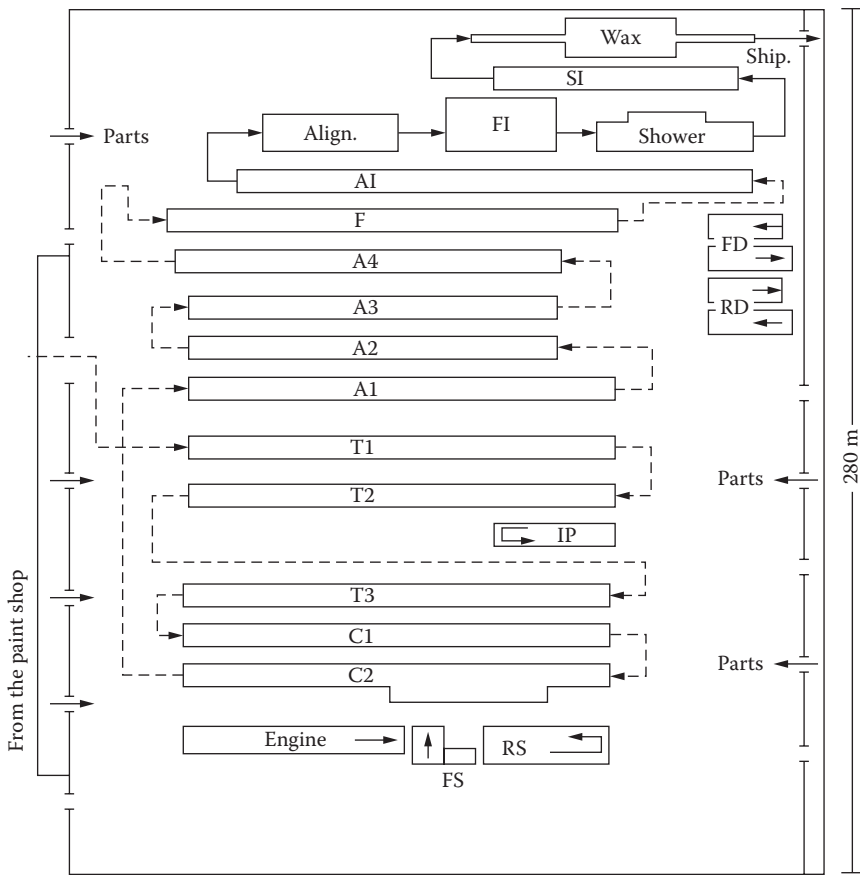 Wax
Ship.
SI
Parts
Align.
FI
Shower
AI
F
FD
A4
RD
A3
A2
A1
280 m
T1
Parts
T2
IP
From the paint shop
T3
C1
Parts
C2
Engine
RS
FS